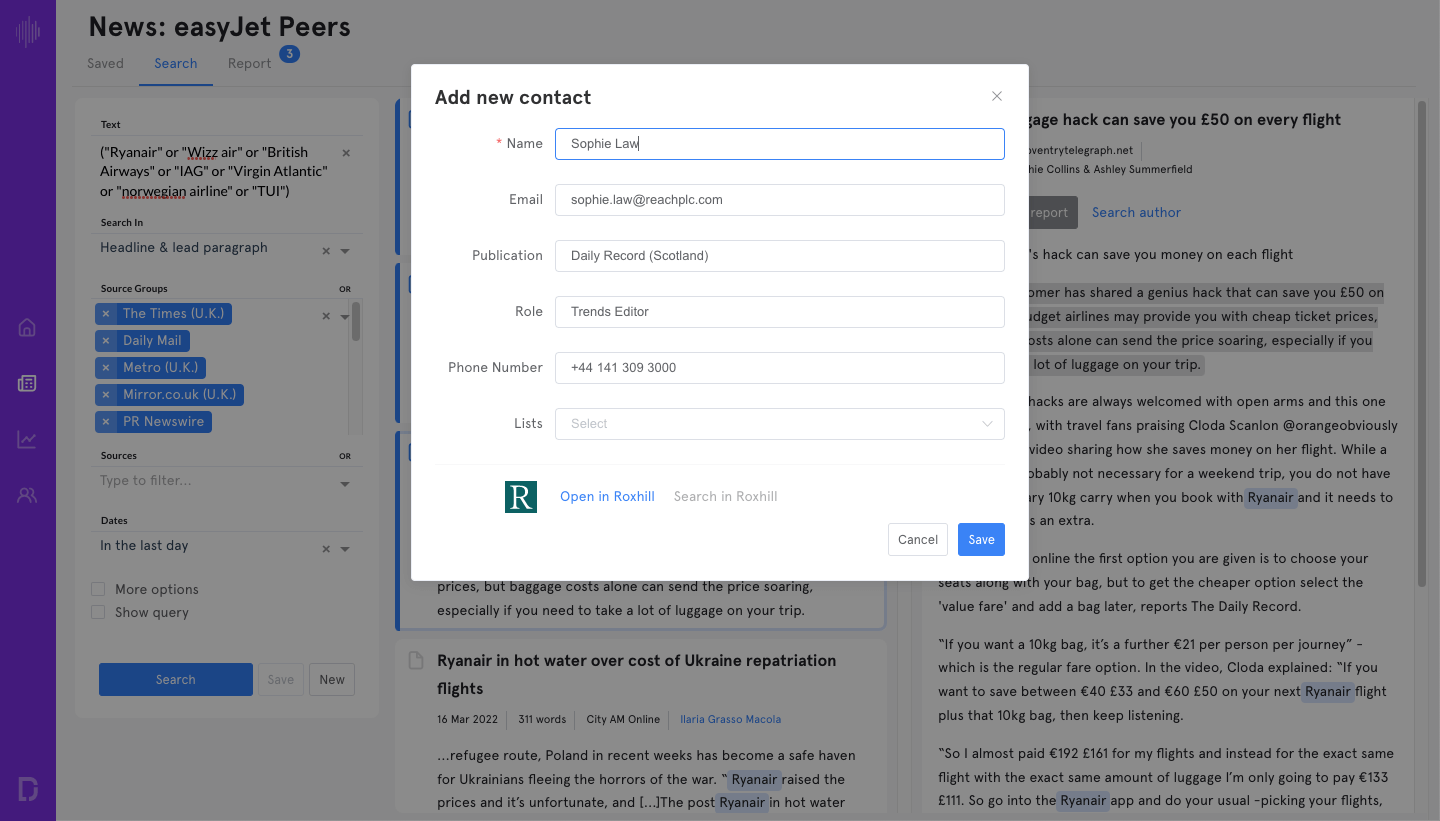 News: easyJet Peers
Saved
Search
Report
3
Text
("Ryanair" or "Wizz air" or "British
Airways" or "IAG" or "Virgin Atlantic"
or "norwegian airline" or "TUI")
Search In
Headline & lead paragraph
Source Groups
OR
The Times (U.K.)
Daily Mail
Metro (U.K.)
Mirror.co.uk (U.K.)
PR Newswire
Sources
OR
Type to filter...
Dates
In the last day
More options
Show query
Search
Save
New
Add new contact
* Name
Sophie Law
Email
sophie.law@reachplc.com
Publication
Daily Record (Scotland)
Role
Trends Editor
Phone Number
+44 141 309 3000
Lists
Select
R
Open in Roxhill
Search in Roxhill
Cancel
Save
prices, but baggage costs alone can send the price soaring,
especially if you need to take a lot of luggage on your trip.
Ryanair in hot water over cost of Ukraine repatriation
flights
16 Mar 2022
311 words
City AM Online
Ilaria Grasso Macola
...refugee route, Poland in recent weeks has become a safe haven
for Ukrainians fleeing the horrors of the war. “ Ryanair raised the
prices and it’s unfortunate, and [...]The post Ryanair in hot water
gage hack can save you £50 on every flight
oventrytelegraph.net
hie Collins & Ashley Summerfield
report
Search author
's hack can save you money on each flight
omer has shared a genius hack that can save you £50 on
udget airlines may provide you with cheap ticket prices,
osts alone can send the price soaring, especially if you
lot of luggage on your trip.
hacks are always welcomed with open arms and this one
, with travel fans praising Cloda Scanlon @orangeobviously
video sharing how she saves money on her flight. While a
obably not necessary for a weekend trip, you do not have
ary 10kg carry when you book with Ryanair and it needs to
s an extra.
online the first option you are given is to choose your
seats along with your bag, but to get the cheaper option select the
'value fare' and add a bag later, reports The Daily Record.
“If you want a 10kg bag, it’s a further €21 per person per journey” -
which is the regular fare option. In the video, Cloda explained: “If you
want to save between €40 £33 and €60 £50 on your next Ryanair flight
plus that 10kg bag, then keep listening.
“So I almost paid €192 £161 for my flights and instead for the exact same
flight with the exact same amount of luggage I’m only going to pay €133
£111. So go into the Ryanair app and do your usual -picking your flights,